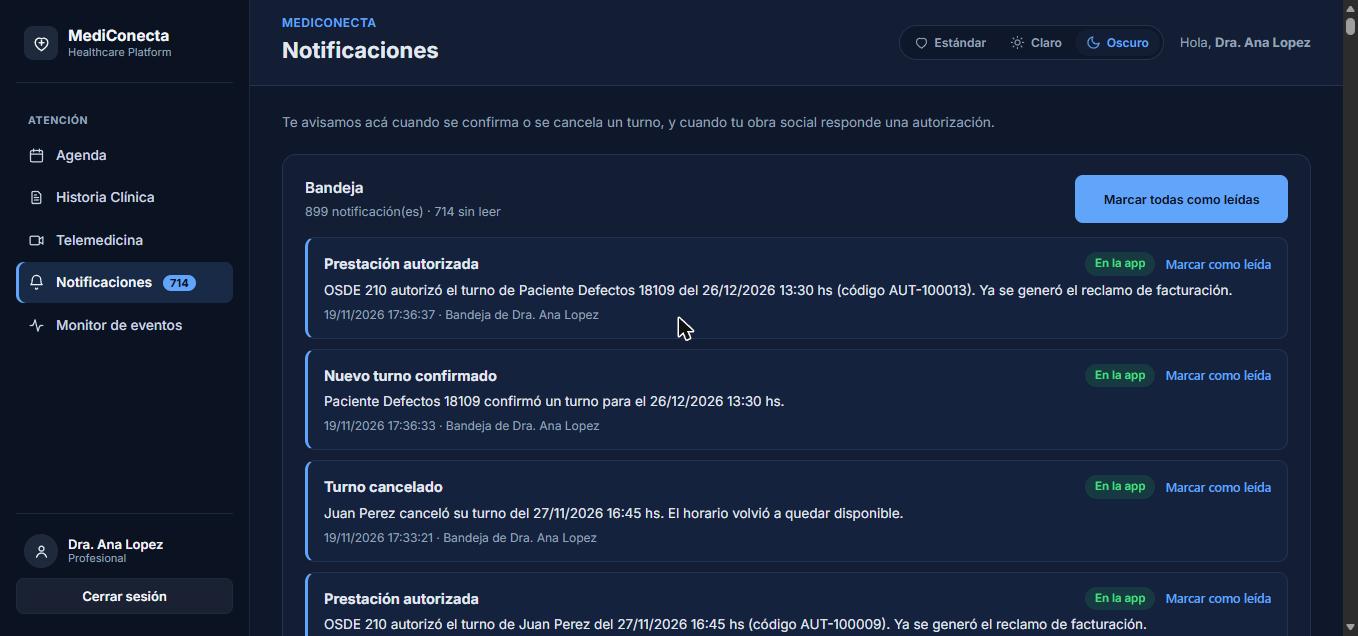 MediConecta
Healthcare Platform
ATENCIÓN
Agenda
Historia Clínica
Telemedicina
Notificaciones 714
Monitor de eventos
Dra. Ana Lopez
Profesional
Cerrar sesión
MEDICONECTA
Notificaciones
Estándar Claro Oscuro Hola, Dra. Ana Lopez
Te avisamos acá cuando se confirma o se cancela un turno, y cuando tu obra social responde una autorización.
Bandeja
899 notificación(es) · 714 sin leer
Marcar todas como leídas
Prestación autorizada En la app Marcar como leída
OSDE 210 autorizó el turno de Paciente Defectos 18109 del 26/12/2026 13:30 hs (código AUT-100013). Ya se generó el reclamo de facturación.
19/11/2026 17:36:37 · Bandeja de Dra. Ana Lopez
Nuevo turno confirmado En la app Marcar como leída
Paciente Defectos 18109 confirmó un turno para el 26/12/2026 13:30 hs.
19/11/2026 17:36:33 · Bandeja de Dra. Ana Lopez
Turno cancelado En la app Marcar como leída
Juan Perez canceló su turno del 27/11/2026 16:45 hs. El horario volvió a quedar disponible.
19/11/2026 17:33:21 · Bandeja de Dra. Ana Lopez
Prestación autorizada En la app Marcar como leída
OSDE 210 autorizó el turno de Juan Perez del 27/11/2026 16:45 hs (código AUT-100009). Ya se generó el reclamo de facturación.